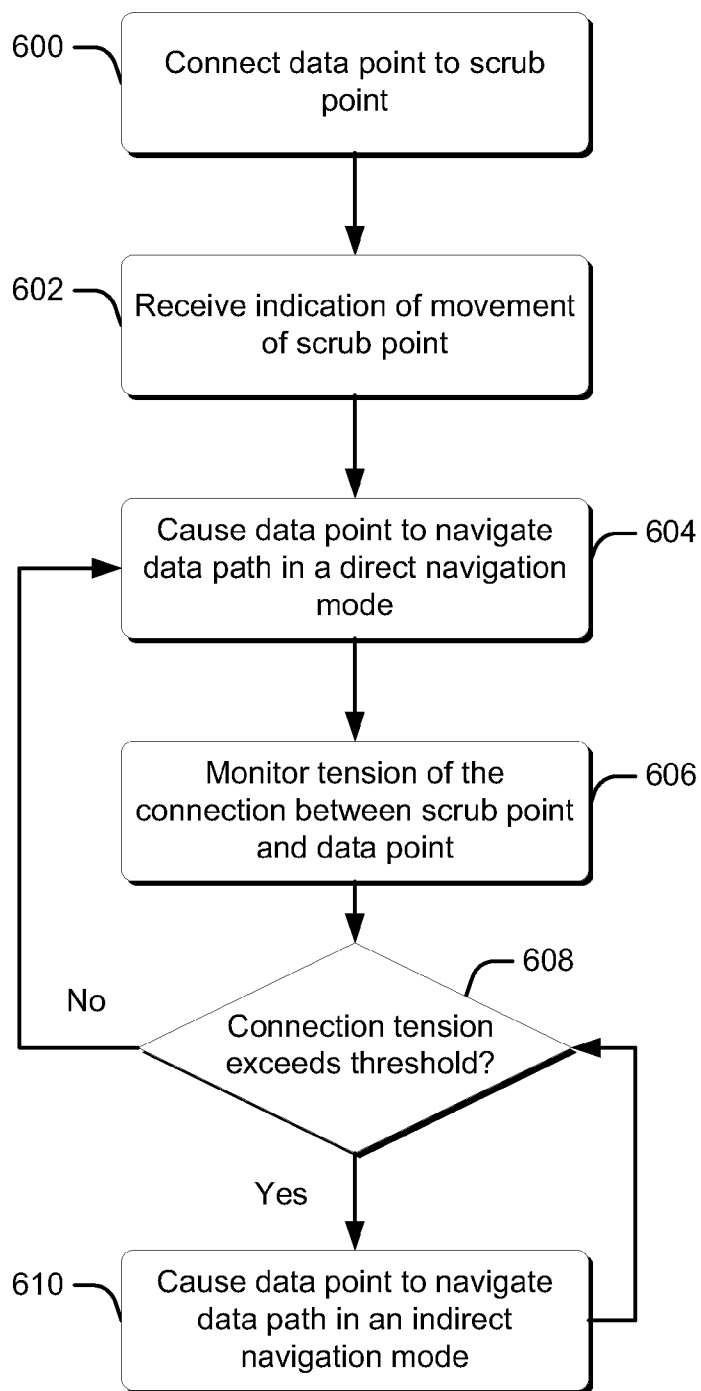 600
Connect data point to scrub
point
602
Receive indication of movement
of scrub point
Cause data point to navigate
data path in a direct navigation
mode
604
Monitor tension of the
connection between scrub point
and data point
606
608
No
Connection tension
exceeds threshold?
Yes
610
Cause data point to navigate
data path in an indirect
navigation mode